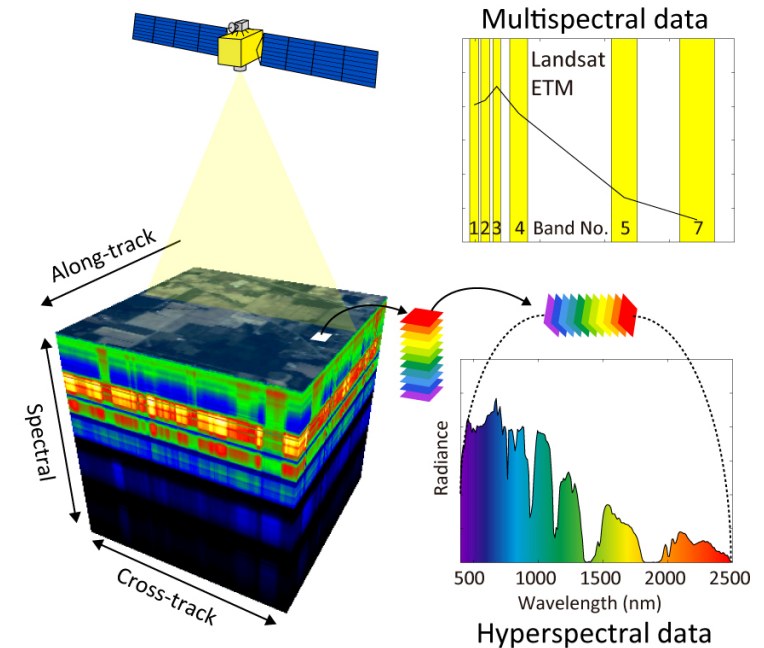 Multispectral data
Landsat
ETM
1 2 3 4 Band No. 5 7
Along-track
Spectral
Cross-track
Radiance
500 1000 1500 2000 2500
Wavelength (nm)
Hyperspectral data